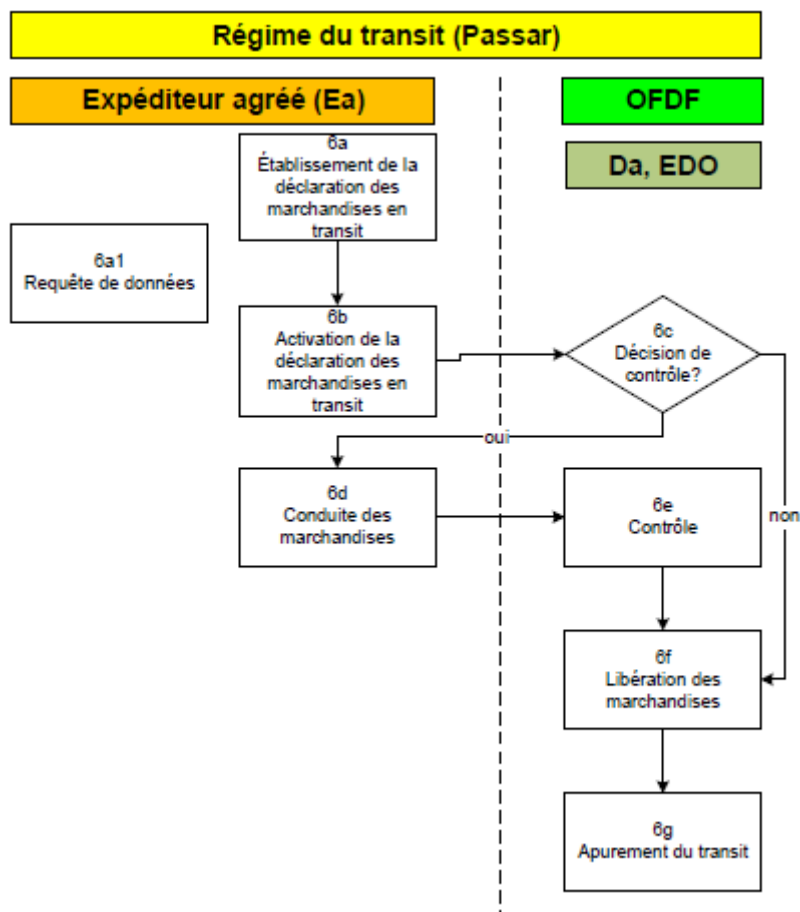 Régime du transit (Passar)
Expéditeur agréé (Ea)
OFDF
Da, EDO
6a
Établissement de la
déclaration des
marchandises en
transit
6a1
Requête de données
6b
Activation de la
déclaration des
marchandises en
transit
6c
Décision de
contrôle?
oui
non
6d
Conduite des
marchandises
6e
Contrôle
6f
Libération des
marchandises
6g
Apurement du transit